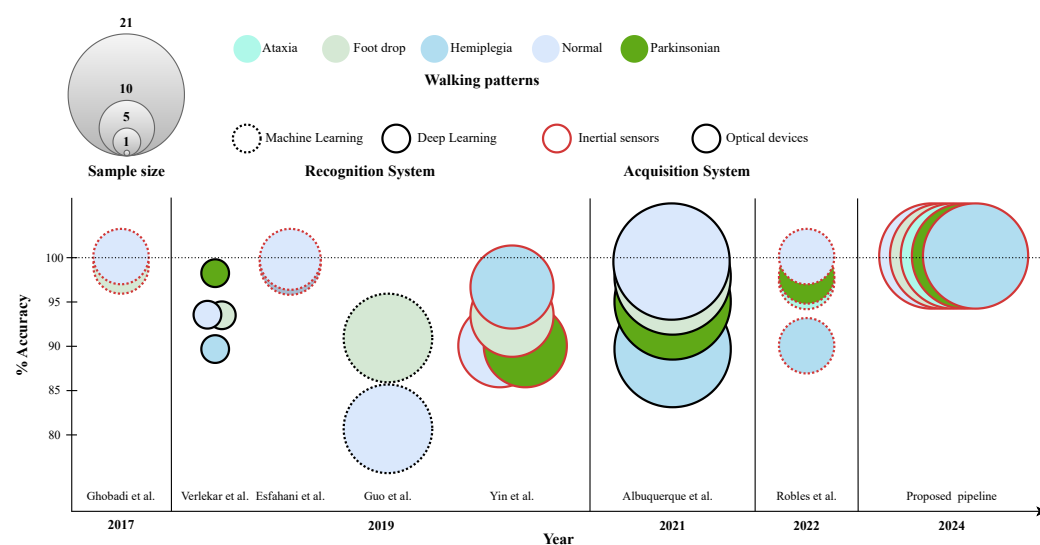 21
10
5
1
Sample size
Ataxia
Foot drop
Hemiplegia
Normal
Parkinsonian
Walking patterns
Machine Learning
Deep Learning
Inertial sensors
Optical devices
Recognition System
Acquisition System
% Accuracy
100
95
90
85
80
Ghobadi et al.
Verlekar et al.
Esfahani et al.
Guo et al.
Yin et al.
Albuquerque et al.
Robles et al.
Proposed pipeline
2017
2019
2021
2022
2024
Year